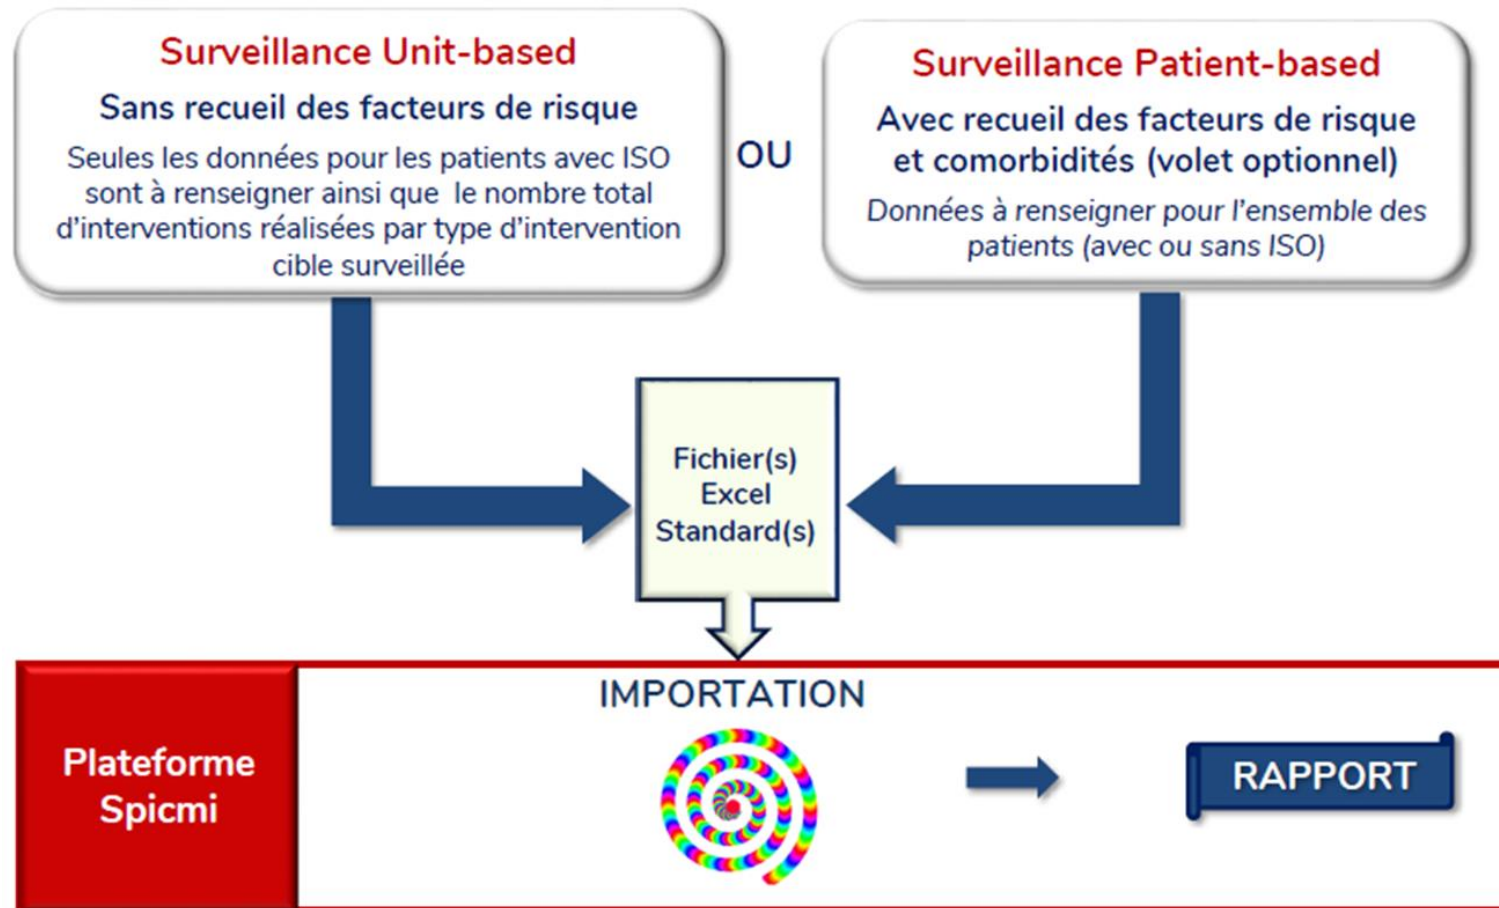 Surveillance Unit-based
Sans recueil des facteurs de risque
Seules les données pour les patients avec ISO
sont à renseigner ainsi que le nombre total
d'interventions réalisées par type d'intervention
cible surveillée
OU
Surveillance Patient-based
Avec recueil des facteurs de risque
et comorbidités (volet optionnel)
Données à renseigner pour l'ensemble des
patients (avec ou sans ISO)
Fichier(s)
Excel
Standard(s)
Plateforme
Spicmi
IMPORTATION
RAPPORT